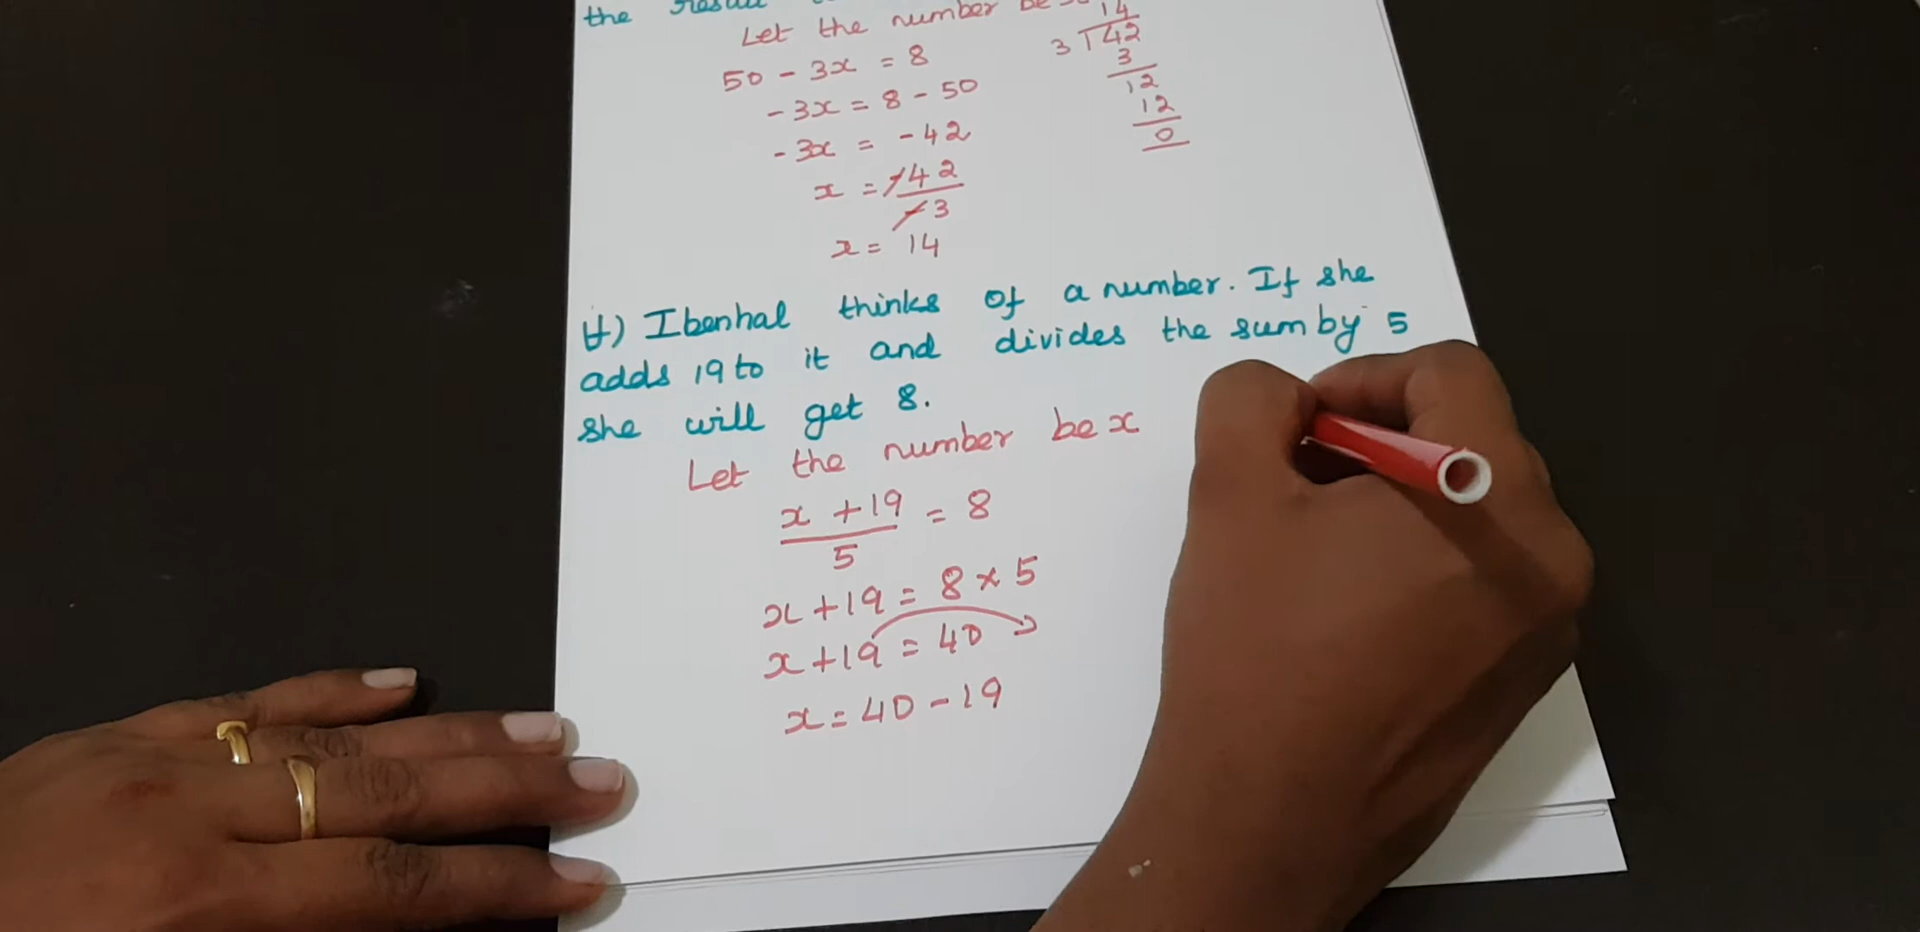 the
Let the number be
50 - 3x = 8
-3x = 8 - 50
-3x = -42
x = -42
-3
x = 14
14
3 42
3
12
12
0
Ibenhal thinks of a number. If she
adds 19 to it and divides the sum by 5
she will get 8.
Let the number be x
x + 19 = 8
5
x + 19 = 8 × 5
x + 19 = 40
x = 40 - 19